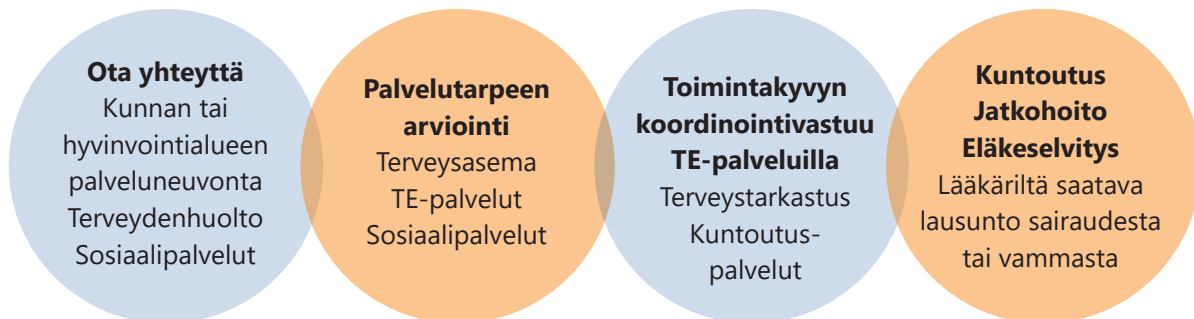 Ota yhteyttä
Kunnan tai
hyvinvointialueen
palveluneuvonta
Terveydenhuolto
Sosiaalipalvelut
Palvelutarpeen
arviointi
Terveysasema
TE-palvelut
Sosiaalipalvelut
Toimintakyvyn
koordinointivastuu
TE-palveluilla
Terveystarkastus
Kuntoutus-
palvelut
Kuntoutus
Jatkohoito
Eläkeselvitys
Lääkäriltä saatava
lausunto sairaudesta
tai vammasta